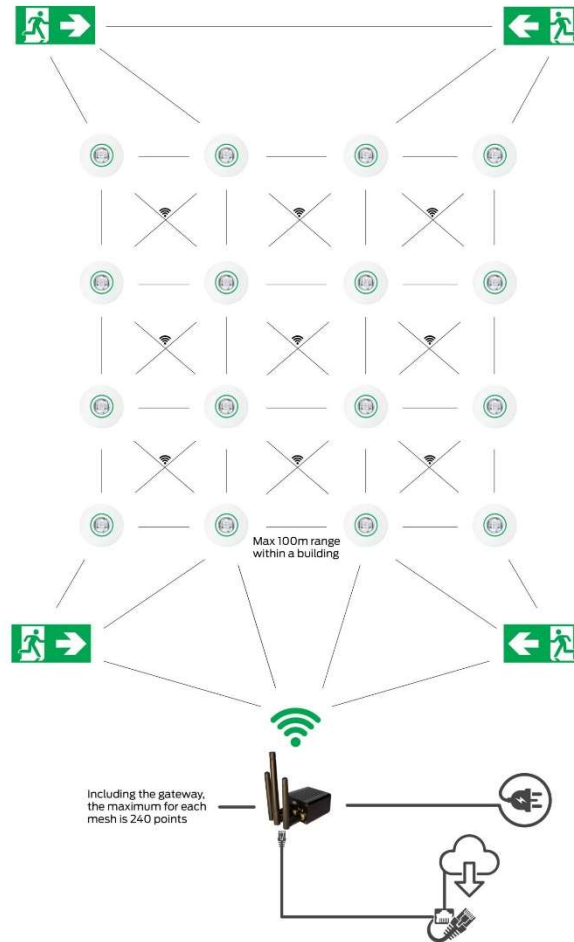 Max 100m range
within a building
Including the gateway,
the maximum for each
mesh is 240 points